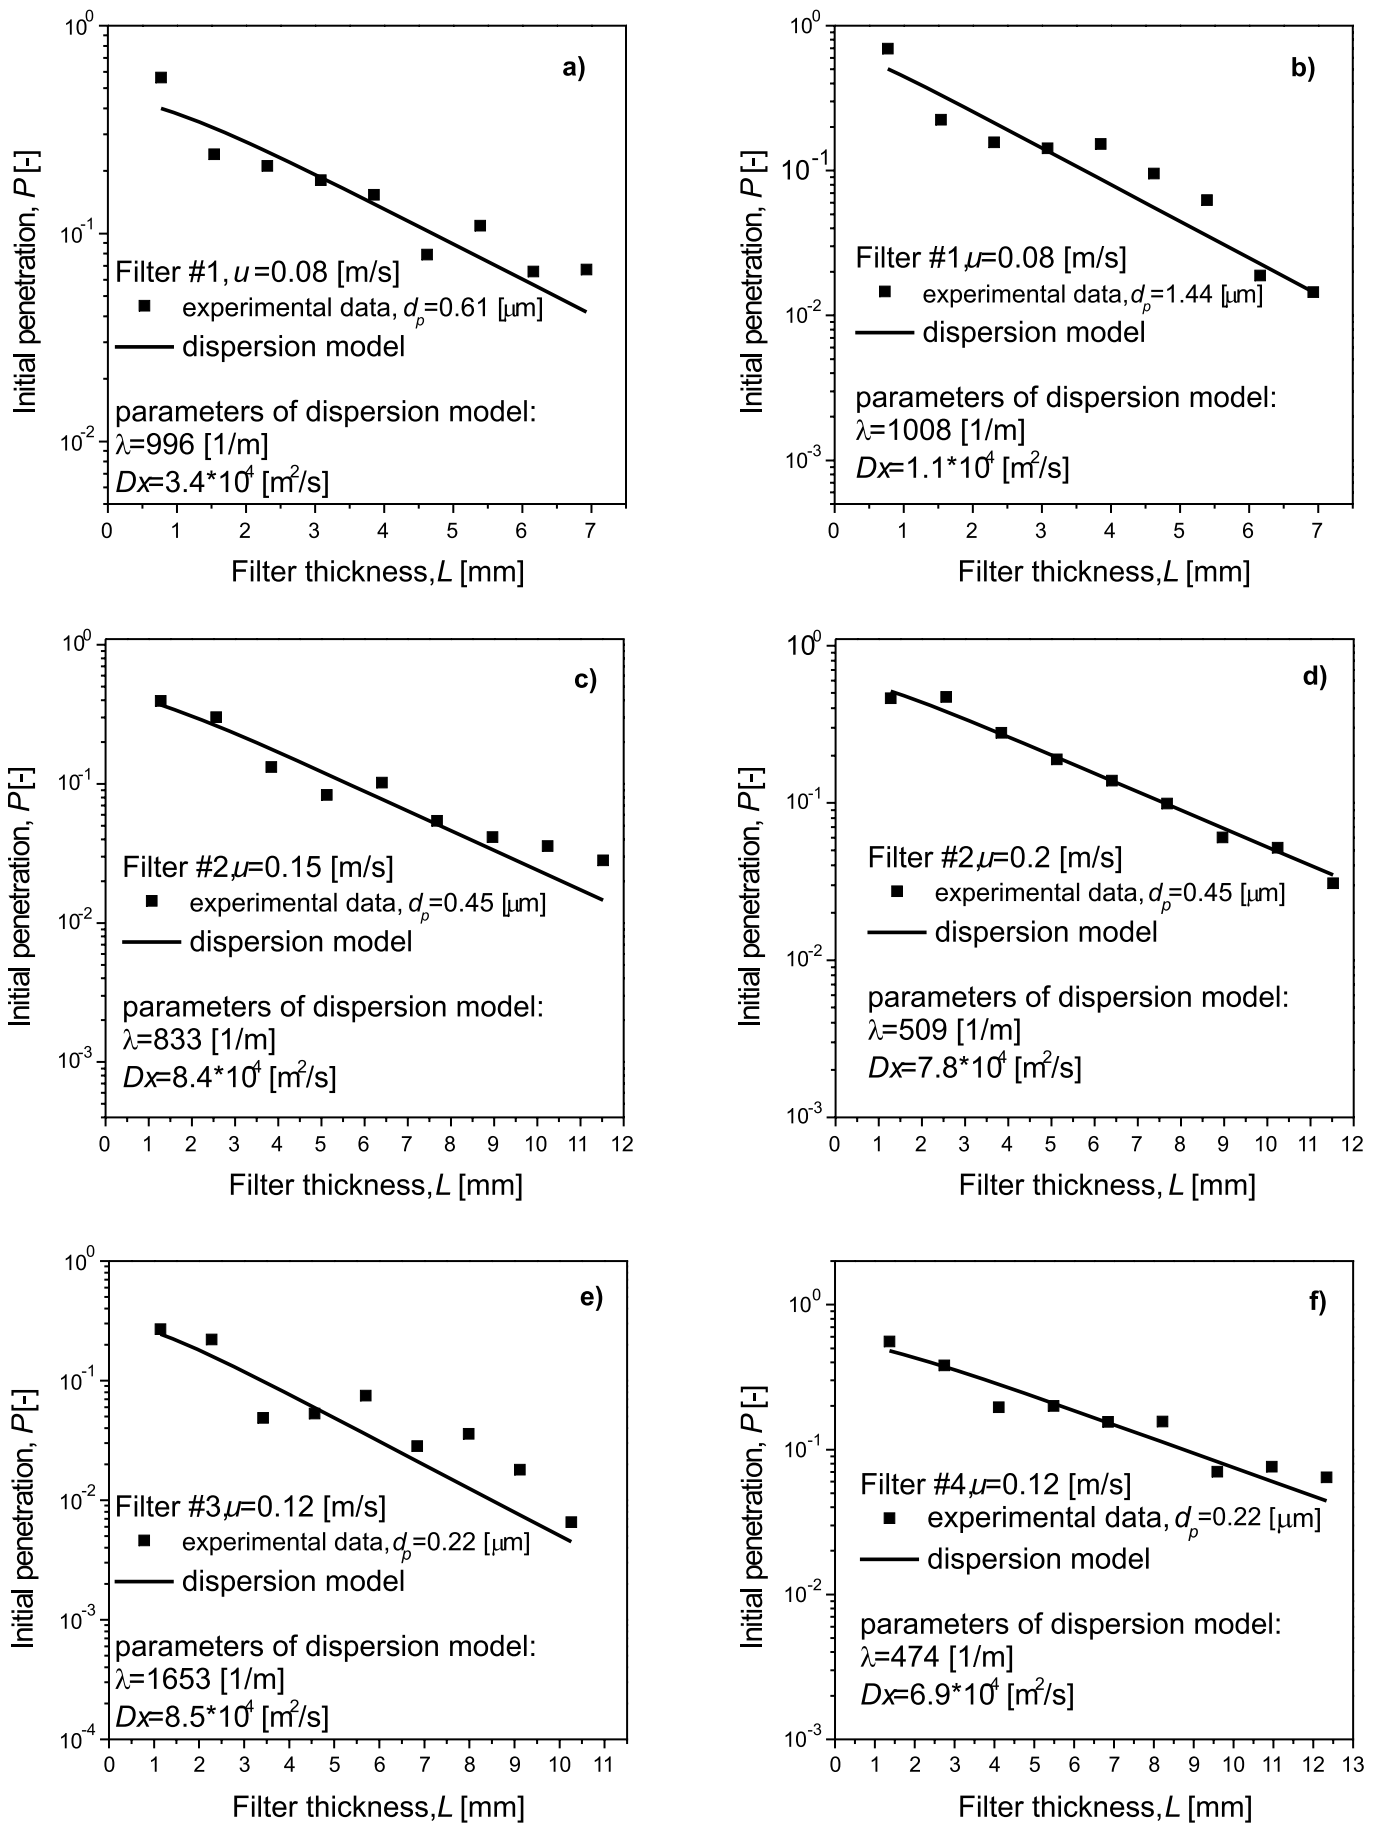 10^0
10^-1
10^-2
Initial penetration, P [-]
a)
Filter #1, u=0.08 [m/s]
experimental data, d_p=0.61 [μm]
dispersion model
parameters of dispersion model:
λ=996 [1/m]
Dx=3.4*10^4 [m^2/s]
0 1 2 3 4 5 6 7
Filter thickness, L [mm]
10^0
10^-1
10^-2
10^-3
Initial penetration, P [-]
b)
Filter #1,u=0.08 [m/s]
experimental data, d_p=1.44 [μm]
dispersion model
parameters of dispersion model:
λ=1008 [1/m]
Dx=1.1*10^4 [m^2/s]
0 1 2 3 4 5 6 7
Filter thickness, L [mm]
10^0
10^-1
10^-2
10^-3
Initial penetration, P [-]
c)
Filter #2,u=0.15 [m/s]
experimental data, d_p=0.45 [μm]
dispersion model
parameters of dispersion model:
λ=833 [1/m]
Dx=8.4*10^4 [m^2/s]
0 1 2 3 4 5 6 7 8 9 10 11 12
Filter thickness, L [mm]
10^0
10^-1
10^-2
10^-3
Initial penetration, P [-]
d)
Filter #2,u=0.2 [m/s]
experimental data, d_p=0.45 [μm]
dispersion model
parameters of dispersion model:
λ=509 [1/m]
Dx=7.8*10^4 [m^2/s]
0 1 2 3 4 5 6 7 8 9 10 11 12
Filter thickness, L [mm]
10^0
10^-1
10^-2
10^-3
10^-4
Initial penetration, P [-]
e)
Filter #3,u=0.12 [m/s]
experimental data, d_p=0.22 [μm]
dispersion model
parameters of dispersion model:
λ=1653 [1/m]
Dx=8.5*10^4 [m^2/s]
0 1 2 3 4 5 6 7 8 9 10 11
Filter thickness, L [mm]
10^0
10^-1
10^-2
10^-3
Initial penetration, P [-]
f)
Filter #4,u=0.12 [m/s]
experimental data, d_p=0.22 [μm]
dispersion model
parameters of dispersion model:
λ=474 [1/m]
Dx=6.9*10^4 [m^2/s]
0 1 2 3 4 5 6 7 8 9 10 11 12 13
Filter thickness, L [mm]